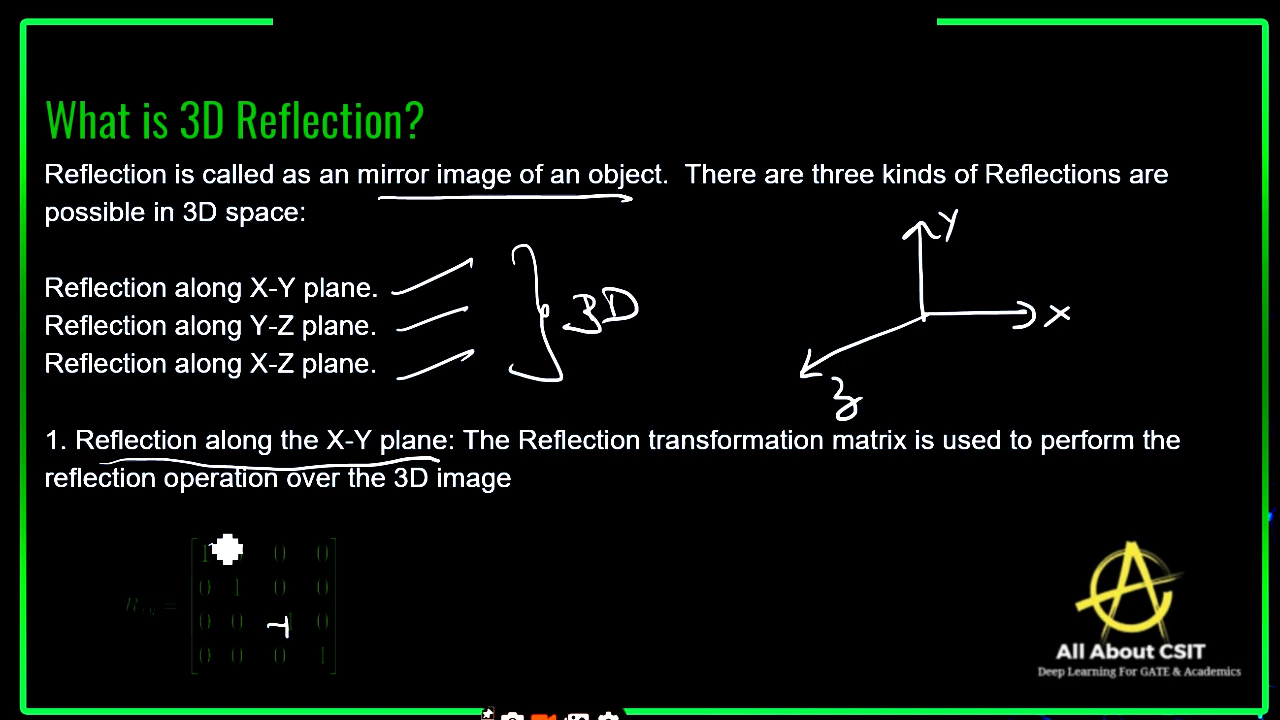 What is 3D Reflection?
Reflection is called as an mirror image of an object. There are three kinds of Reflections are
possible in 3D space:
Y
Reflection along X-Y plane.
Reflection along Y-Z plane.
Reflection along X-Z plane.
3D
X
Z
1. Reflection along the X-Y plane: The Reflection transformation matrix is used to perform the
reflection operation over the 3D image
1 0 0
0 1 0 0
0 0 -1 0
0 0 0 1
All About CSIT
Deep Learning For GATE & Academics